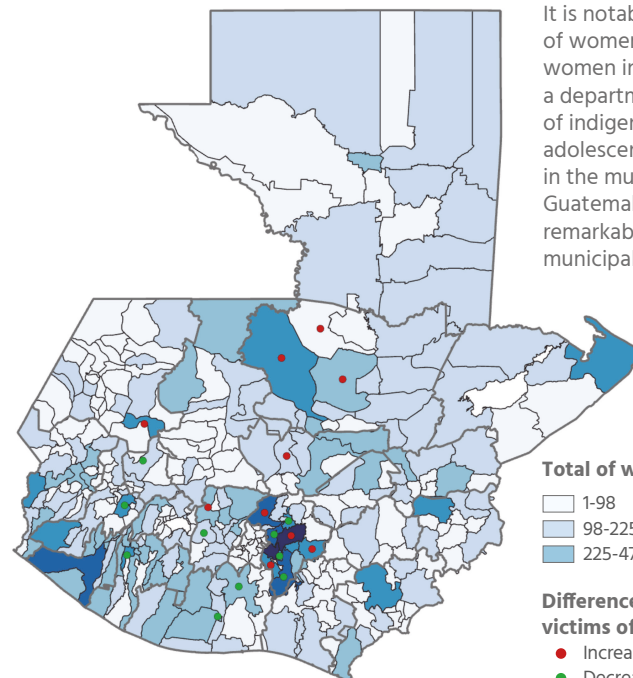 It is notab
of women
women in
a departm
of indiger
adolescer
in the mu
Guatemal
remarkab
municipal
Total of w
1-98
98-225
225-47
Difference
victims of
Increa
Decrea